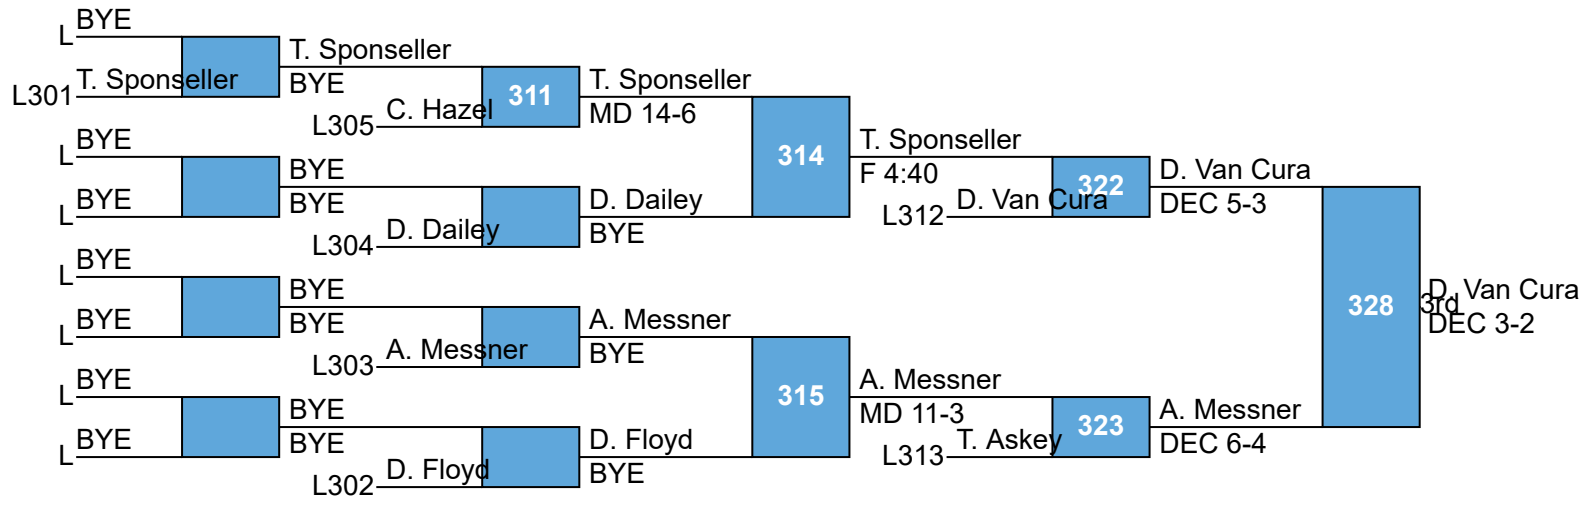 BYE
L
T. Sponseller
L301
BYE
L
BYE
L
BYE
L
BYE
L
BYE
L
BYE
L
T. Sponseller
BYE
C. Hazel
L305
BYE
BYE
D. Dailey
L304
BYE
BYE
A. Messner
L303
BYE
BYE
D. Floyd
L302
311
T. Sponseller
MD 14-6
D. Dailey
BYE
A. Messner
BYE
D. Floyd
BYE
314
315
T. Sponseller
F 4:40
D. Van Cura
L312
A. Messner
MD 11-3
T. Askey
L313
322
323
D. Van Cura
DEC 5-3
A. Messner
DEC 6-4
328
3rd
D. Van Cura
DEC 3-2